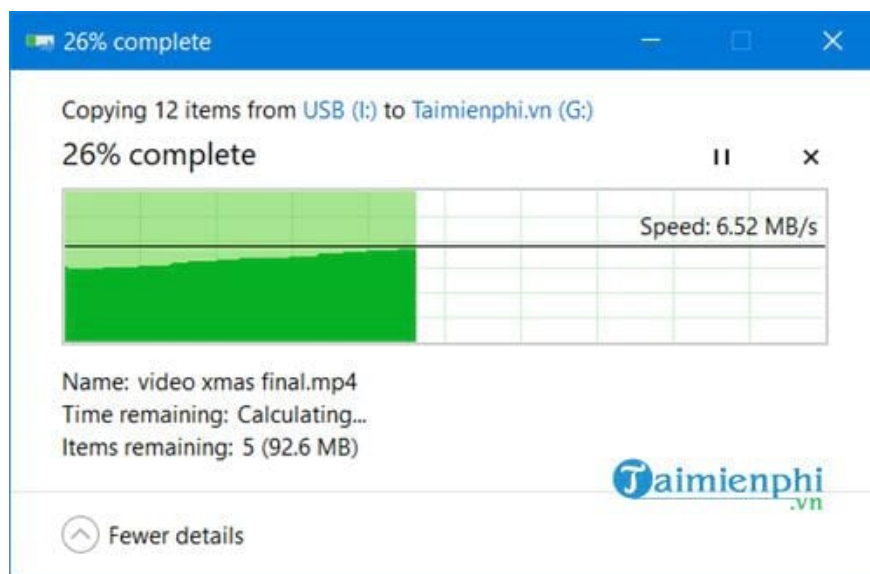 26% complete
Copying 12 items from USB (I:) to Taimienphi.vn (G:)
26% complete
Speed: 6.52 MB/s
Name: video xmas final.mp4
Time remaining: Calculating...
Items remaining: 5 (92.6 MB)
Taimienphi
.vn
Fewer details